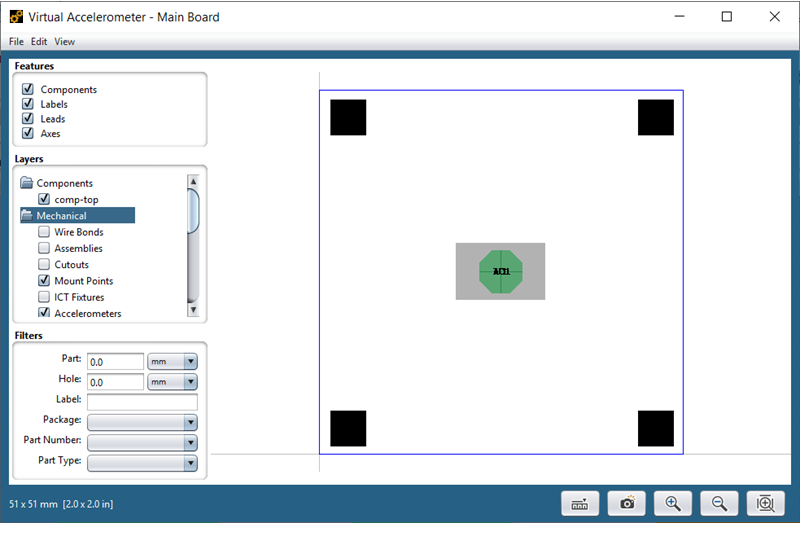 Virtual Accelerometer - Main Board
File Edit View
Features
Components
Labels
Leads
Axes
Layers
Components
comp-top
Mechanical
Wire Bonds
Assemblies
Cutouts
Mount Points
ICT Fixtures
Accelerometers
Filters
Part: 0.0 mm
Hole: 0.0 mm
Label:
Package:
Part Number:
Part Type:
51 x 51 mm [2.0 x 2.0 in]